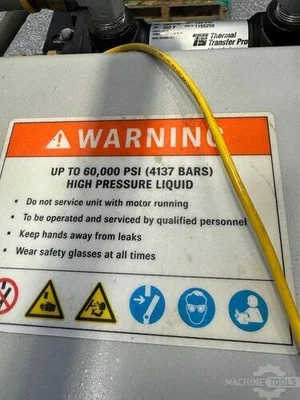 Thermal
Transfer Pro
WARNING
UP TO 60,000 PSI (4137 BARS)
HIGH PRESSURE LIQUID
• Do not service unit with motor running
• To be operated and serviced by qualified personnel
• Keep hands away from leaks
• Wear safety glasses at all times
MACHINE TOOLS